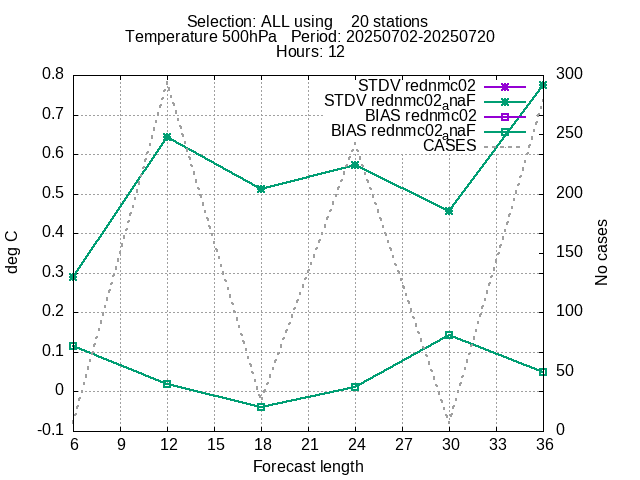 Selection: ALL using    20 stations
Temperature 500hPa   Period: 20250702-20250720
Hours: 12
STDV rednmc02
STDV rednmc02ₐnaF
BIAS rednmc02
BIAS rednmc02ₐnaF
CASES
0.8
0.7
0.6
0.5
0.4
0.3
0.2
0.1
0
-0.1
deg C
300
250
200
150
100
50
0
No cases
6 9 12 15 18 21 24 27 30 33 36
Forecast length